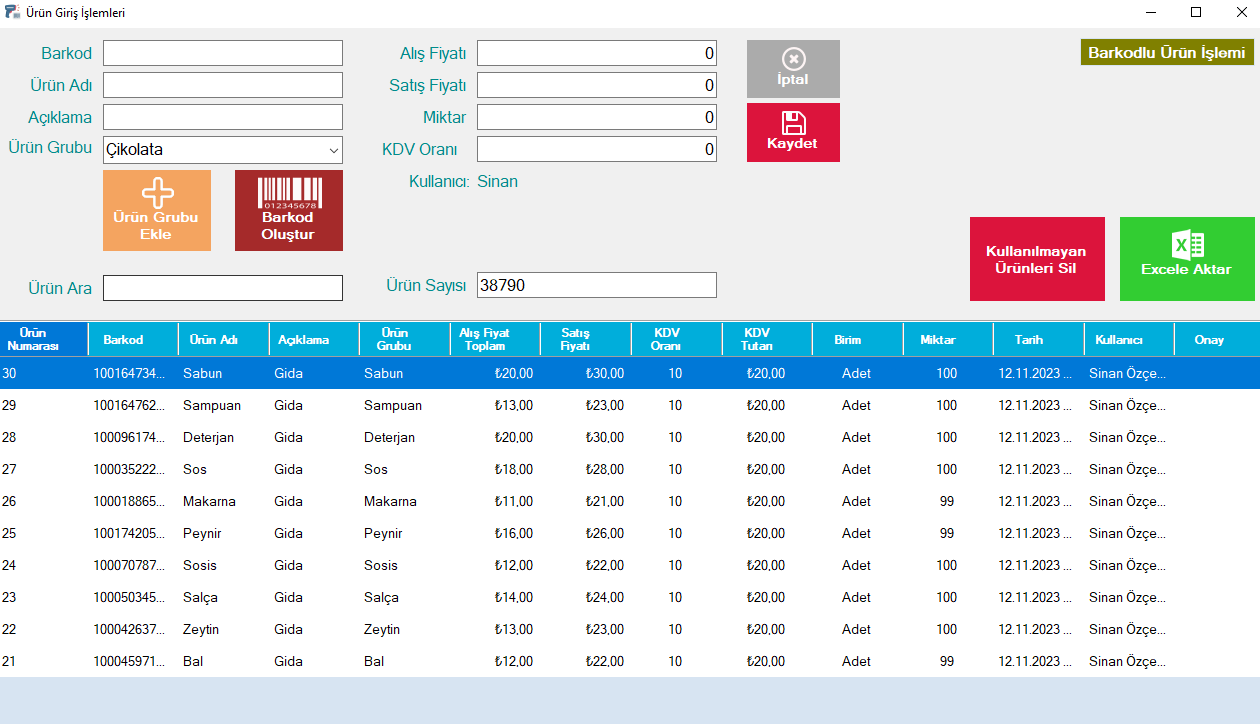 Ürün Giriş İşlemleri
Barkod
Alış Fiyatı 0
İptal
Barkodlu Ürün İşlemi
Ürün Adı
Satış Fiyatı 0
Açıklama
Miktar 0
Kaydet
Ürün Grubu Çikolata
KDV Oranı 0
Kullanıcı: Sinan
Ürün Grubu
Ekle
012345678
Barkod
Oluştur
Kullanılmayan
Ürünleri Sil
Excele Aktar
Ürün Ara
Ürün Sayısı 38790
Ürün Numarası Barkod Ürün Adı Açıklama Ürün Grubu Alış Fiyat Toplam Satış Fiyatı KDV Oranı KDV Tutarı Birim Miktar Tarih Kullanıcı Onay
30 100164734... Sabun Gida Sabun ₺20,00 ₺30,00 10 ₺20,00 Adet 100 12.11.2023 ... Sinan Özçe...
29 100164762... Sampuan Gida Sampuan ₺13,00 ₺23,00 10 ₺20,00 Adet 100 12.11.2023 ... Sinan Özçe...
28 100096174... Deterjan Gida Deterjan ₺20,00 ₺30,00 10 ₺20,00 Adet 100 12.11.2023 ... Sinan Özçe...
27 100035222... Sos Gida Sos ₺18,00 ₺28,00 10 ₺20,00 Adet 100 12.11.2023 ... Sinan Özçe...
26 100018865... Makarna Gida Makarna ₺11,00 ₺21,00 10 ₺20,00 Adet 99 12.11.2023 ... Sinan Özçe...
25 100174205... Peynir Gida Peynir ₺16,00 ₺26,00 10 ₺20,00 Adet 99 12.11.2023 ... Sinan Özçe...
24 100070787... Sosis Gida Sosis ₺12,00 ₺22,00 10 ₺20,00 Adet 100 12.11.2023 ... Sinan Özçe...
23 100050345... Salça Gida Salça ₺14,00 ₺24,00 10 ₺20,00 Adet 100 12.11.2023 ... Sinan Özçe...
22 100042637... Zeytin Gida Zeytin ₺13,00 ₺23,00 10 ₺20,00 Adet 100 12.11.2023 ... Sinan Özçe...
21 100045971... Bal Gida Bal ₺12,00 ₺22,00 10 ₺20,00 Adet 99 12.11.2023 ... Sinan Özçe...